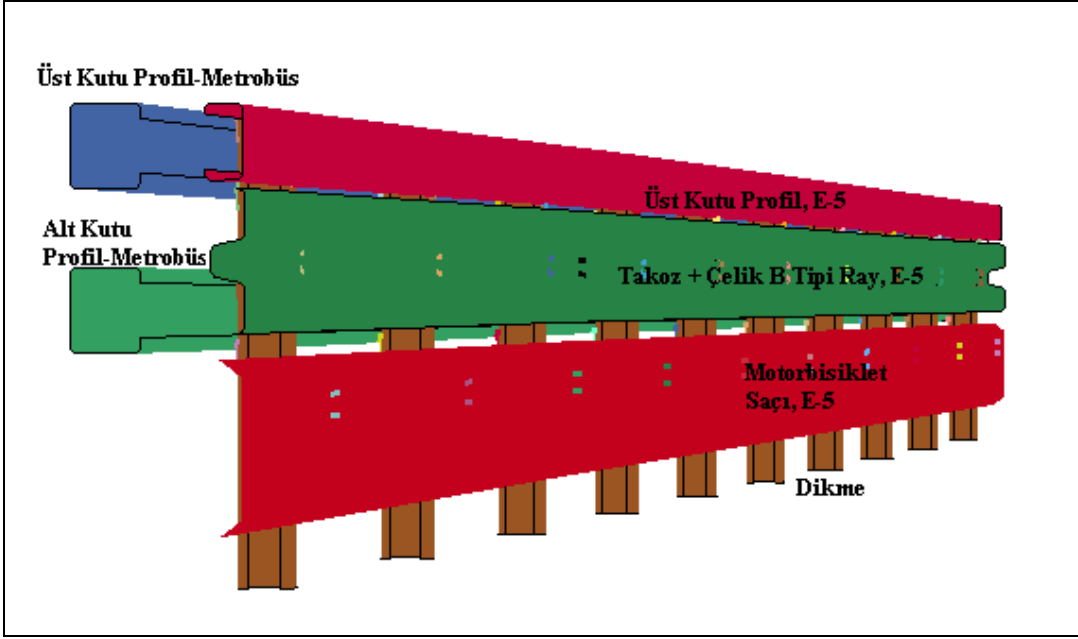 Üst Kutu Profil-Metrobüs
Üst Kutu Profil, E-5
Alt Kutu
Profil-Metrobüs
Takoz + Çelik B Tipi Ray, E-5
Motorbisiklet
Saçı, E-5
Dikme